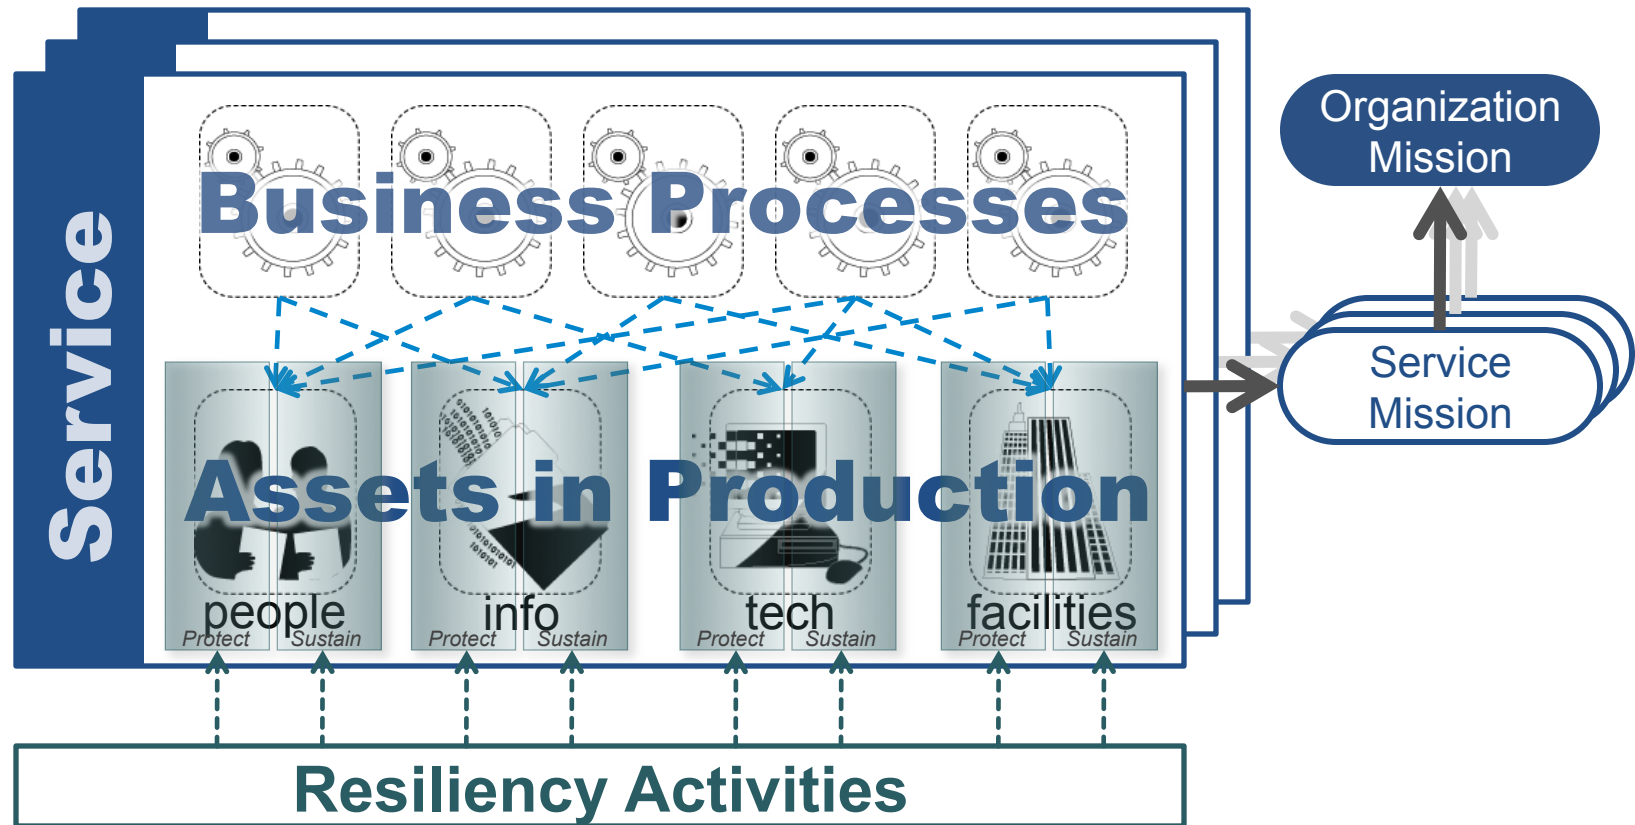 Service
Business Processes
Assets in Production
people
info
tech
facilities
Protect
Sustain
Protect
Sustain
Protect
Sustain
Protect
Sustain
Resiliency Activities
Organization
Mission
Service
Mission